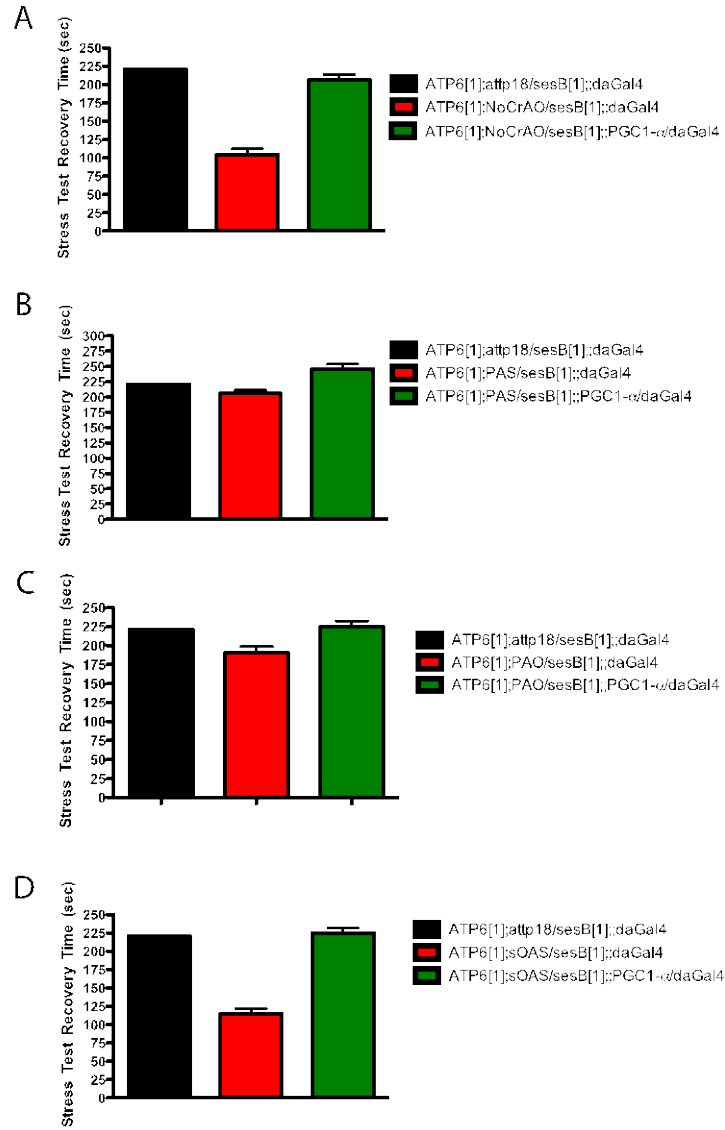 A
Stress Test Recovery Time (sec)
250
225
200
175
150
125
100
75
50
25
0
ATP6[1];attp18/sesB[1];;daGal4
ATP6[1];NoCrAO/sesB[1];;daGal4
ATP6[1];NoCrAO/sesB[1];;PGC1-α/daGal4
B
Stress Test Recovery Time (sec)
300
275
250
225
200
175
150
125
100
75
50
25
0
ATP6[1];attp18/sesB[1];;daGal4
ATP6[1];PAS/sesB[1];;daGal4
ATP6[1];PAS/sesB[1];;PGC1-α/daGal4
C
Stress Test Recovery Time (sec)
250
225
200
175
150
125
100
75
50
25
0
ATP6[1];attp18/sesB[1];;daGal4
ATP6[1];PAO/sesB[1];;daGal4
ATP6[1];PAO/sesB[1];;PGC1-α/daGal4
D
Stress Test Recovery Time (sec)
250
225
200
175
150
125
100
75
50
25
0
ATP6[1];attp18/sesB[1];;daGal4
ATP6[1];sOAS/sesB[1];;daGal4
ATP6[1];sOAS/sesB[1];;PGC1-α/daGal4